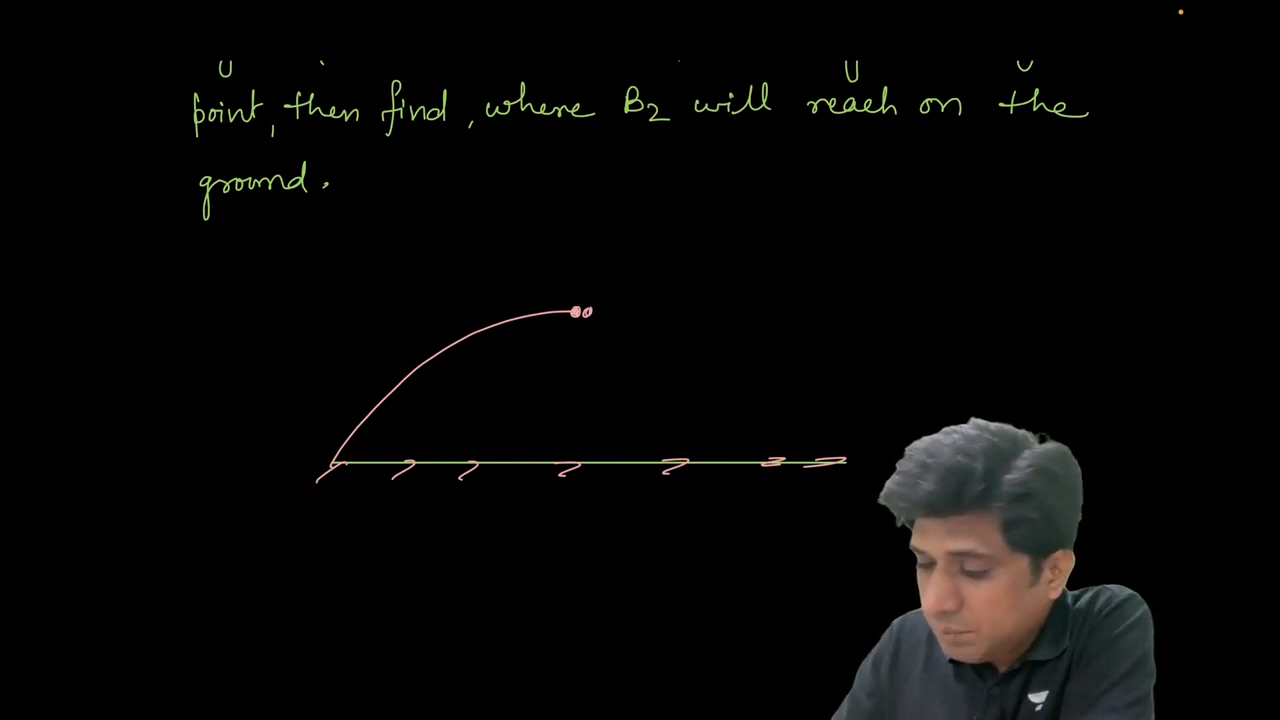 point, then find, where B2 will reach on the
ground.